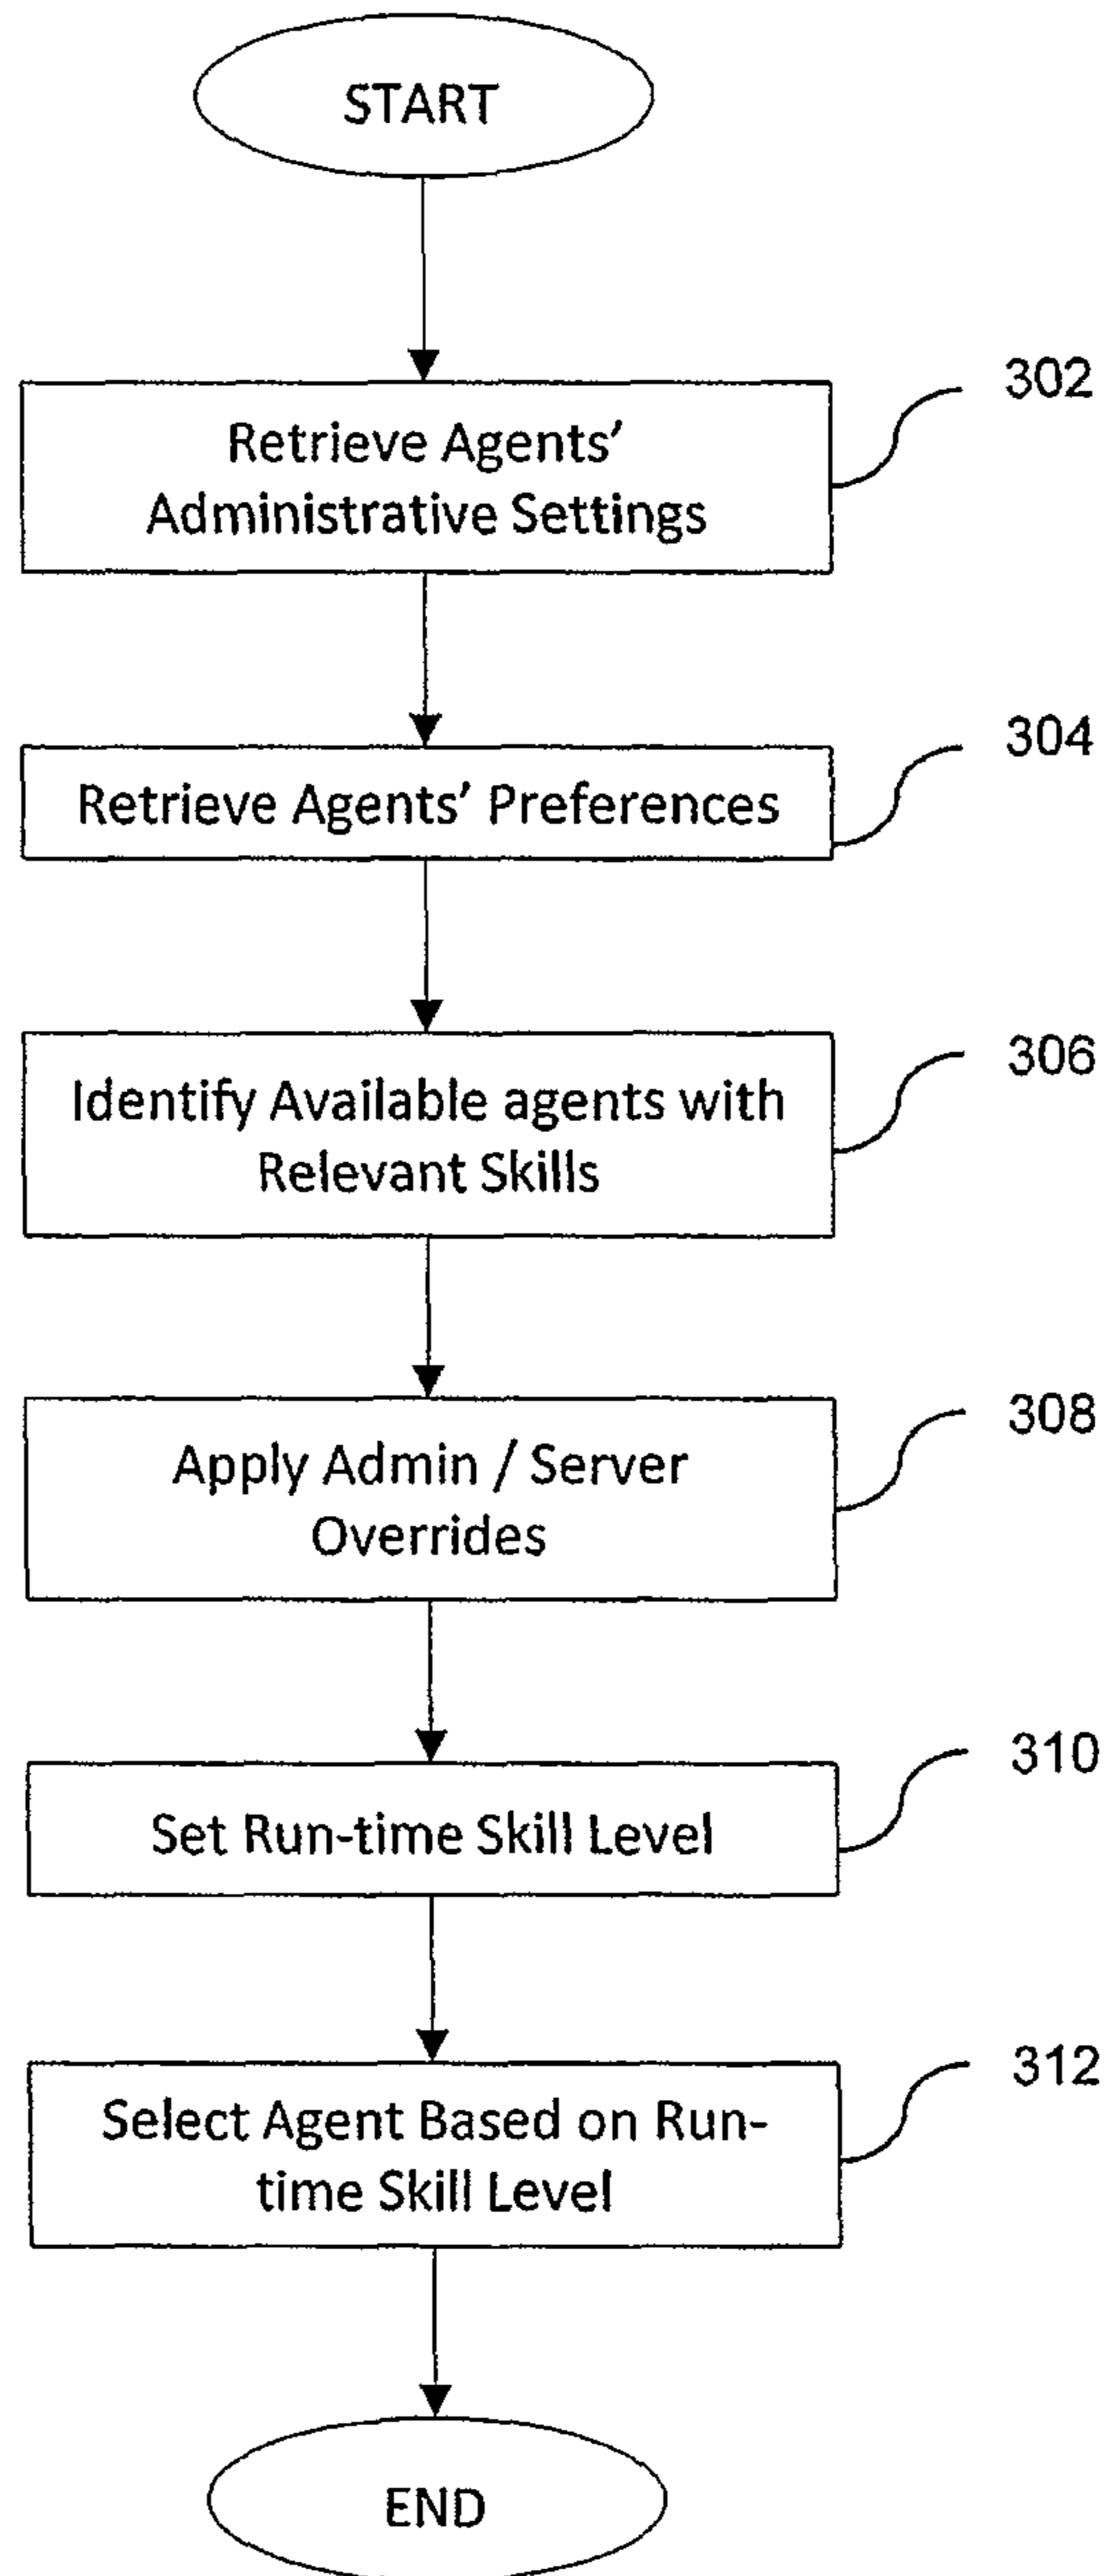 START
302
Retrieve Agents’
Administrative Settings
304
Retrieve Agents’ Preferences
306
Identify Available agents with
Relevant Skills
308
Apply Admin / Server
Overrides
310
Set Run-time Skill Level
312
Select Agent Based on Run-
time Skill Level
END